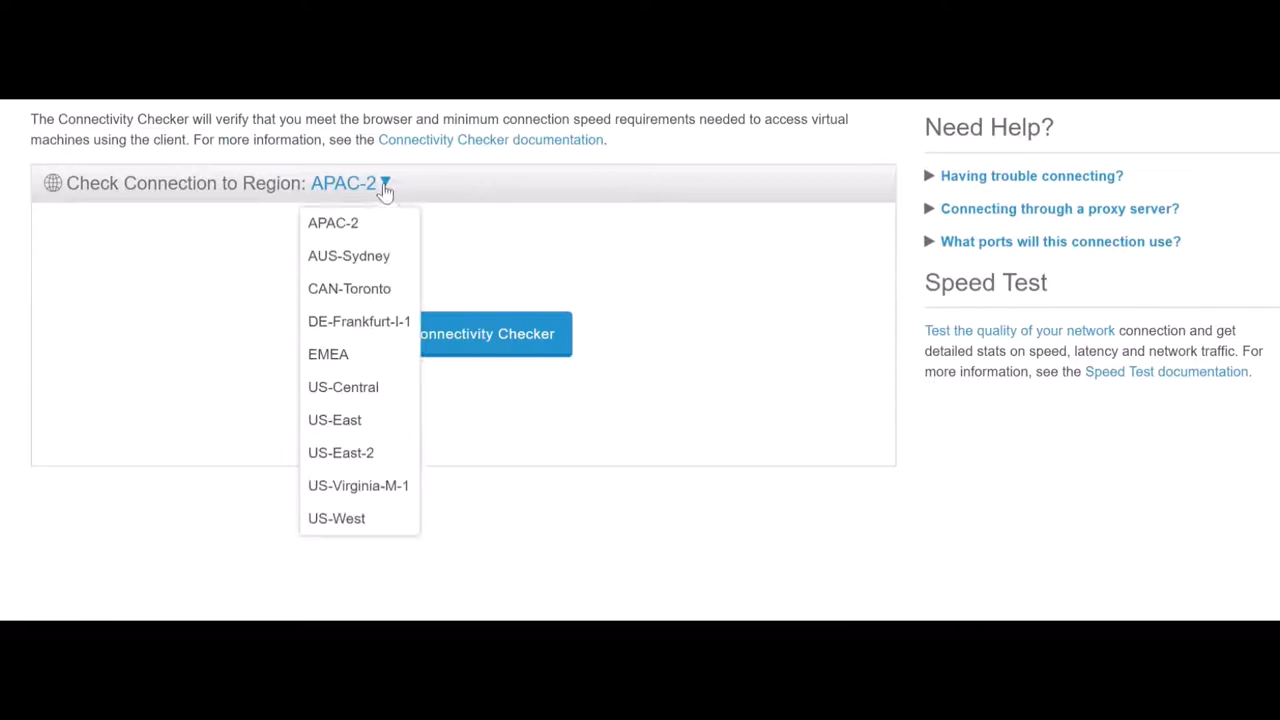 The Connectivity Checker will verify that you meet the browser and minimum connection speed requirements needed to access virtual
machines using the client. For more information, see the Connectivity Checker documentation.
Check Connection to Region: APAC-2
APAC-2
AUS-Sydney
CAN-Toronto
DE-Frankfurt-I-1
EMEA
US-Central
US-East
US-East-2
US-Virginia-M-1
US-West
Checker
Need Help?
Having trouble connecting?
Connecting through a proxy server?
What ports will this connection use?
Speed Test
Test the quality of your network connection and get
detailed stats on speed, latency and network traffic. For
more information, see the Speed Test documentation.